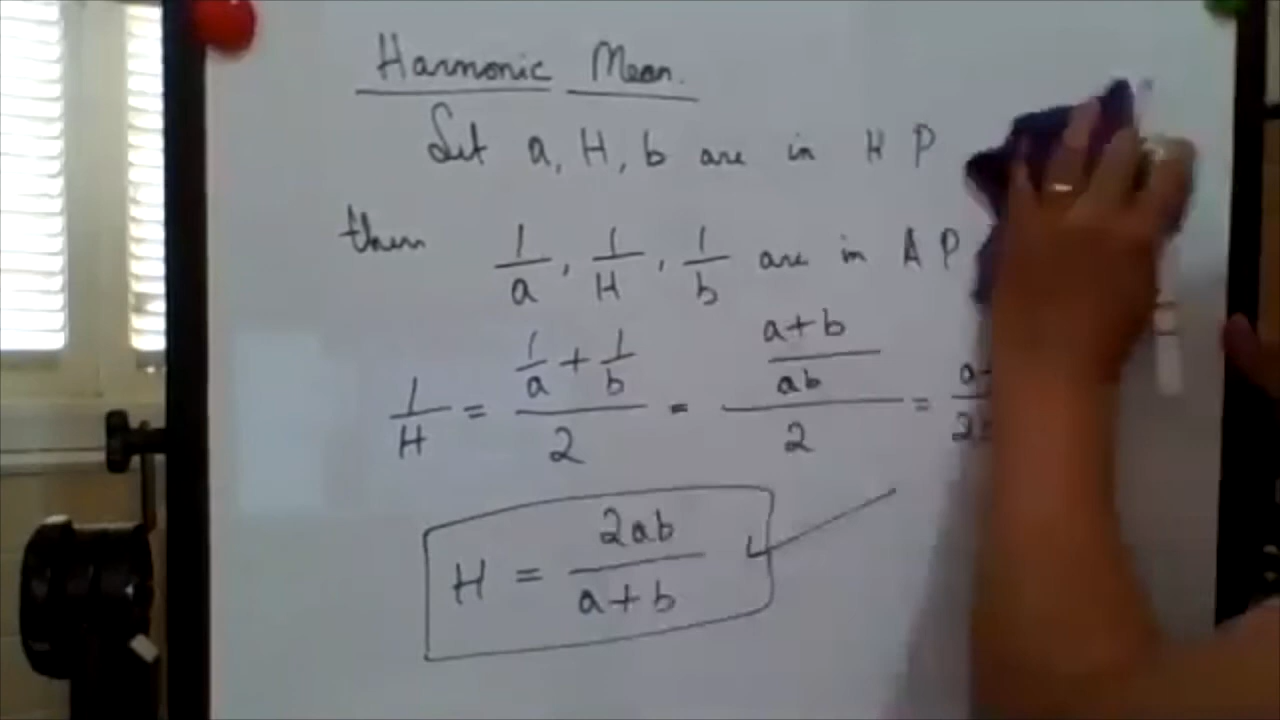 Harmonic Mean.
Let a, H, b are in H P
then 1/a, 1/H, 1/b are in A P
1/H = (1/a + 1/b)/2 = ((a+b)/ab)/2 =
H = 2ab/(a+b)